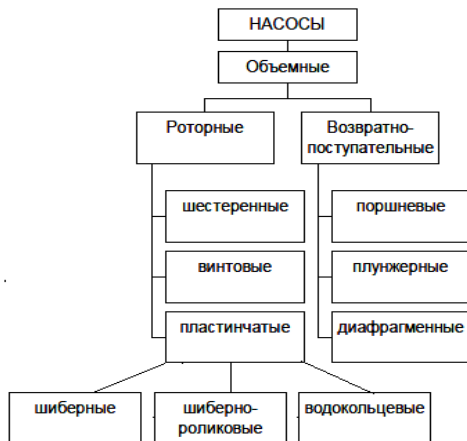 НАСОСЫ
Объемные
Роторные
Возвратно-
поступательные
шестеренные
поршневые
винтовые
плунжерные
пластинчатые
диафрагменные
шиберные
шиберно-
роликовые
водокольцевые